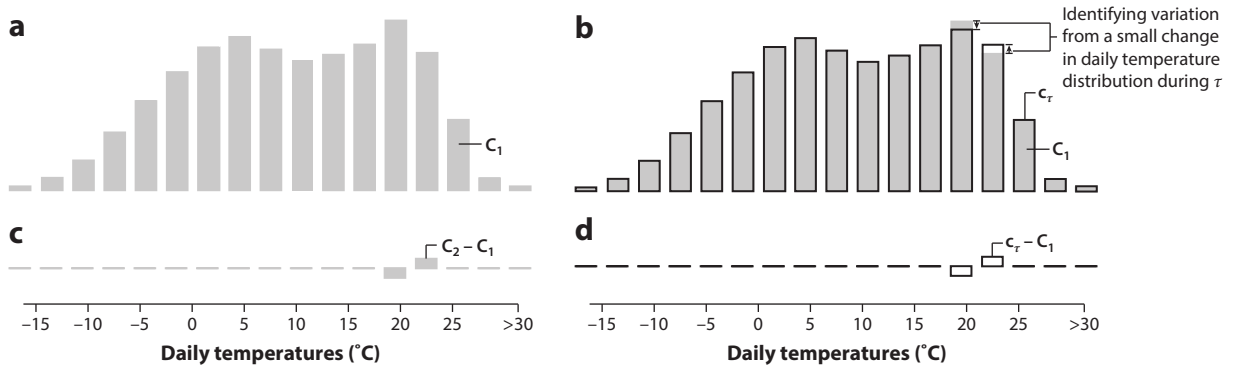 a
C₁
b
Identifying variation
from a small change
in daily temperature
distribution during τ
c_τ
C₁
c
C₂ – C₁
d
c_τ – C₁
–15 –10 –5 0 5 10 15 20 25 >30
Daily temperatures (˚C)
–15 –10 –5 0 5 10 15 20 25 >30
Daily temperatures (˚C)